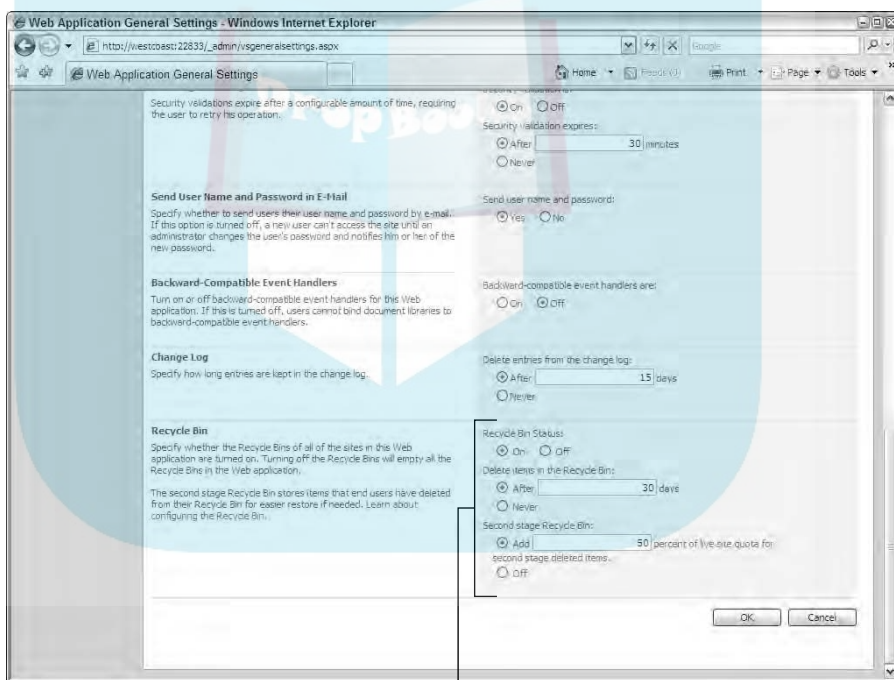 Web Application General Settings - Windows Internet Explorer
http://westcoast:22833/_admin/vsgeneralsettings.aspx
Google
Web Application General Settings
Home
Feeds (J)
Print
Page
Tools
Security validations expire after a configurable amount of time, requiring
the user to retry his operation.
On Off
Security validation expires:
After 30 minutes
Never
DropBoo
Send User Name and Password in E-Mail
Specify whether to send users their user name and password by e-mail.
If this option is turned off, a new user can't access the site until an
administrator changes the user's password and notifies him or her of the
new password.
Send user name and password:
Yes No
Backward-Compatible Event Handlers
Turn on or off backward-compatible event handlers for this Web
application. If this is turned off, users cannot bind document libraries to
backward-compatible event handlers.
Backward-compatible event handlers are:
On Off
Change Log
Specify how long entries are kept in the change log.
Delete entries from the change log:
After 15 days
Never
Recycle Bin
Specify whether the Recycle Bins of all of the sites in this Web
application are turned on. Turning off the Recycle Bins will empty all the
Recycle Bins in the Web application.
The second stage Recycle Bin stores items that end users have deleted
from their Recycle Bin for easier restore if needed. Learn about
configuring the Recycle Bin.
Recycle Bin Status:
On Off
Delete items in the Recycle Bin:
After 30 days
Never
Second stage Recycle Bin:
Add 50 percent of live site quota for
second stage deleted items.
Off
OK Cancel